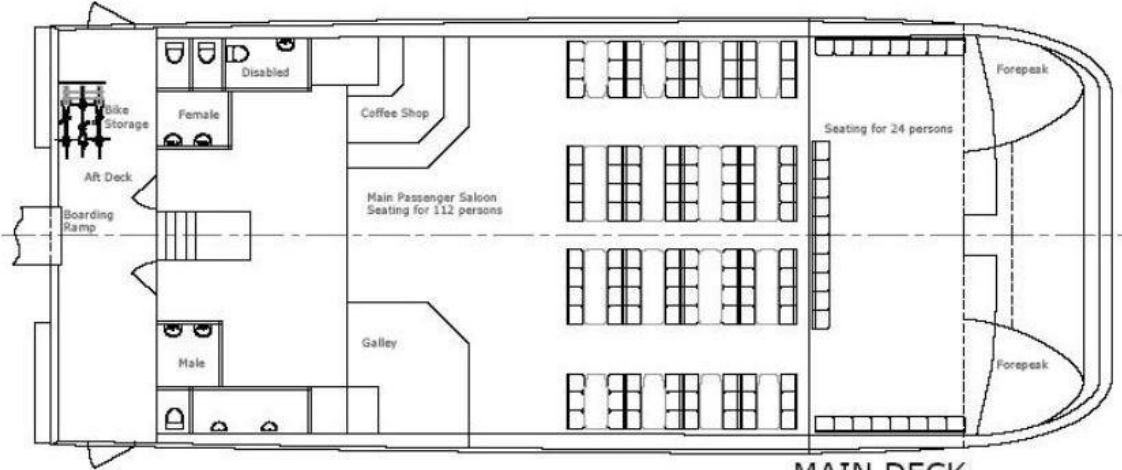 Disabled
Forepeak
Bike
Storage
Female
Coffee Shop
Seating for 24 persons
Aft Deck
Main Passenger Saloon
Seating for 112 persons
Boarding
Ramp
Galley
Male
Forepeak
MAIN DECK